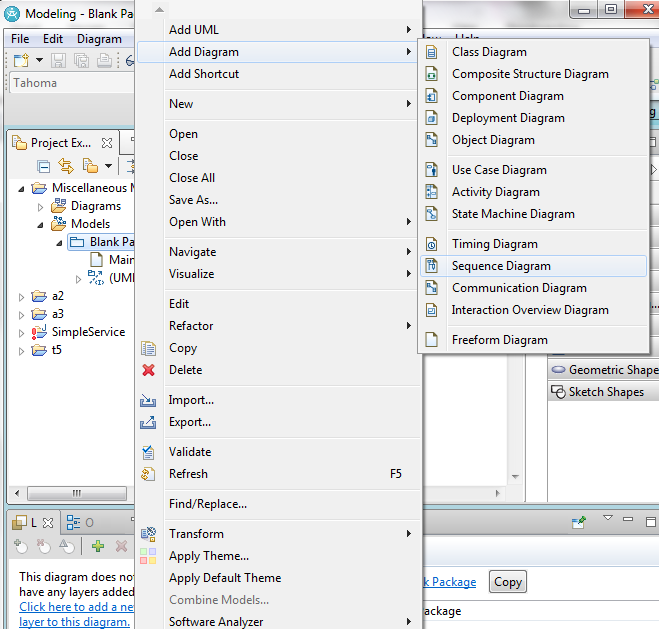 Modeling - Blank Pa
File Edit Diagram
Tahoma
Project Ex...
Miscellaneous
Diagrams
Models
Blank Pa
Main
(UM
a2
a3
SimpleService
t5
Add UML
Add Diagram
Add Shortcut
New
Open
Close
Close All
Save As...
Open With
Navigate
Visualize
Edit
Refactor
Copy
Delete
Import...
Export...
Validate
Refresh F5
Find/Replace...
Transform
Apply Theme...
Apply Default Theme
Combine Models...
Software Analyzer
Class Diagram
Composite Structure Diagram
Component Diagram
Deployment Diagram
Object Diagram
Use Case Diagram
Activity Diagram
State Machine Diagram
Timing Diagram
Sequence Diagram
Communication Diagram
Interaction Overview Diagram
Freeform Diagram
Geometric Shape
Sketch Shapes
L O
This diagram does no
have any layers added
Click here to add a ne
layer to this diagram.
k Package Copy
ackage